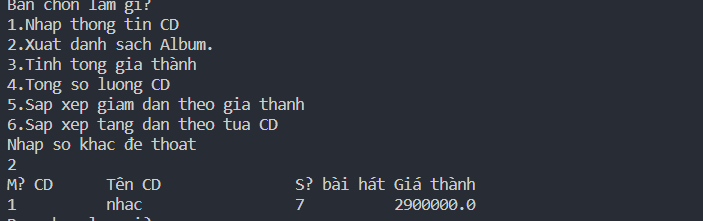 Ban chon lam gi?
1.Nhap thong tin CD
2.Xuat danh sach Album.
3.Tinh tong gia thành
4.Tong so luong CD
5.Sap xep giam dan theo gia thanh
6.Sap xep tang dan theo tua CD
Nhap so khac đe thoat
2
M? CD Tên CD S? bài hát Giá thành
1 nhac 7 2900000.0